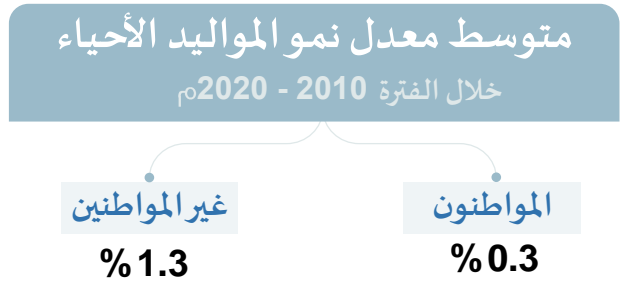 متوسط معدل نمو المواليد الأحياء
خلال الفترة 2010 - 2020م
المواطنون
%0.3
غير المواطنين
%1.3